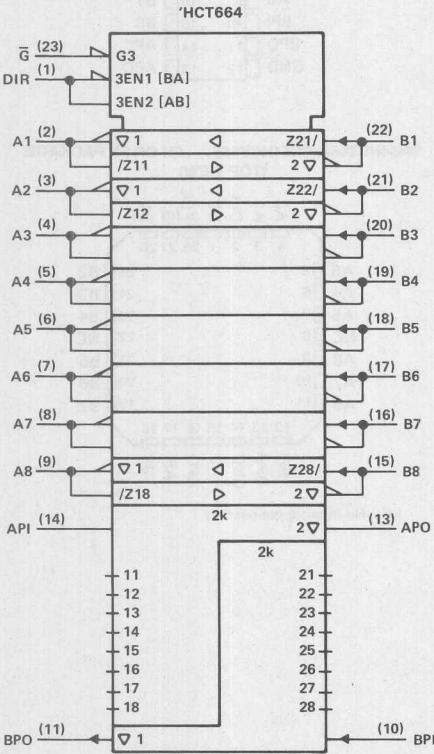 'HCT664
G̅ (23) G3
DIR (1) 3EN1 [BA]
3EN2 [AB]
A1 (2) ▽ 1 ◁ Z21/ (22) B1
/Z11 ▷ 2 ▽
A2 (3) ▽ 1 ◁ Z22/ (21) B2
/Z12 ▷ 2 ▽
A3 (4) (20) B3
A4 (5) (19) B4
A5 (6) (18) B5
A6 (7) (17) B6
A7 (8) (16) B7
A8 (9) ▽ 1 ◁ Z28/ (15) B8
/Z18 ▷ 2 ▽
2k
API (14) 2 ▽ (13) APO
2k
11 21
12 22
13 23
14 24
15 25
16 26
17 27
18 28
BPO (11) ▽ 1 (10) BPI